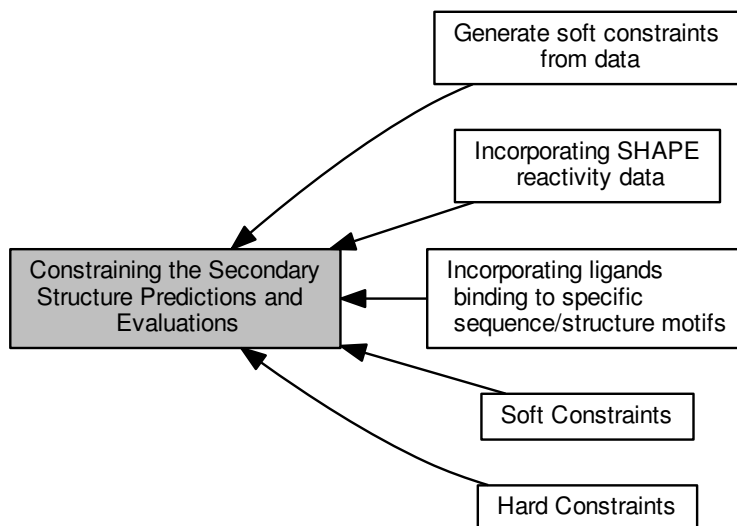 Generate soft constraints
from data
Incorporating SHAPE
reactivity data
Constraining the Secondary
Structure Predictions and
Evaluations
Incorporating ligands
binding to specific
sequence/structure motifs
Soft Constraints
Hard Constraints